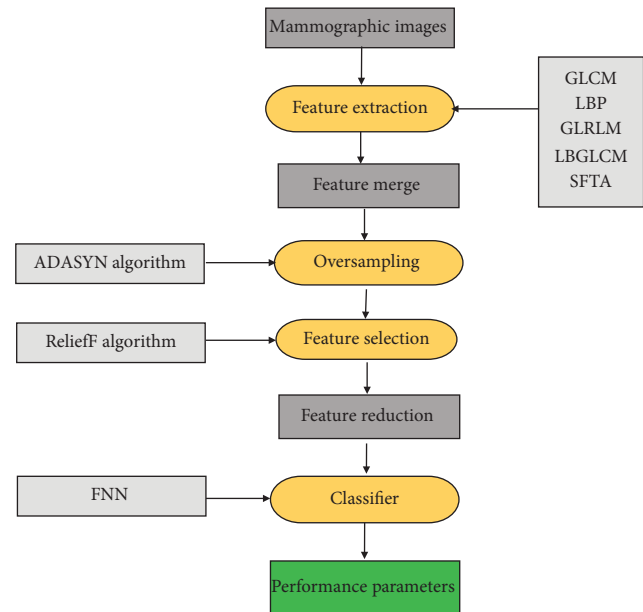 Mammographic images
Feature extraction
GLCM
LBP
GLRLM
LBGLCM
SFTA
Feature merge
ADASYN algorithm
Oversampling
ReliefF algorithm
Feature selection
Feature reduction
FNN
Classifier
Performance parameters